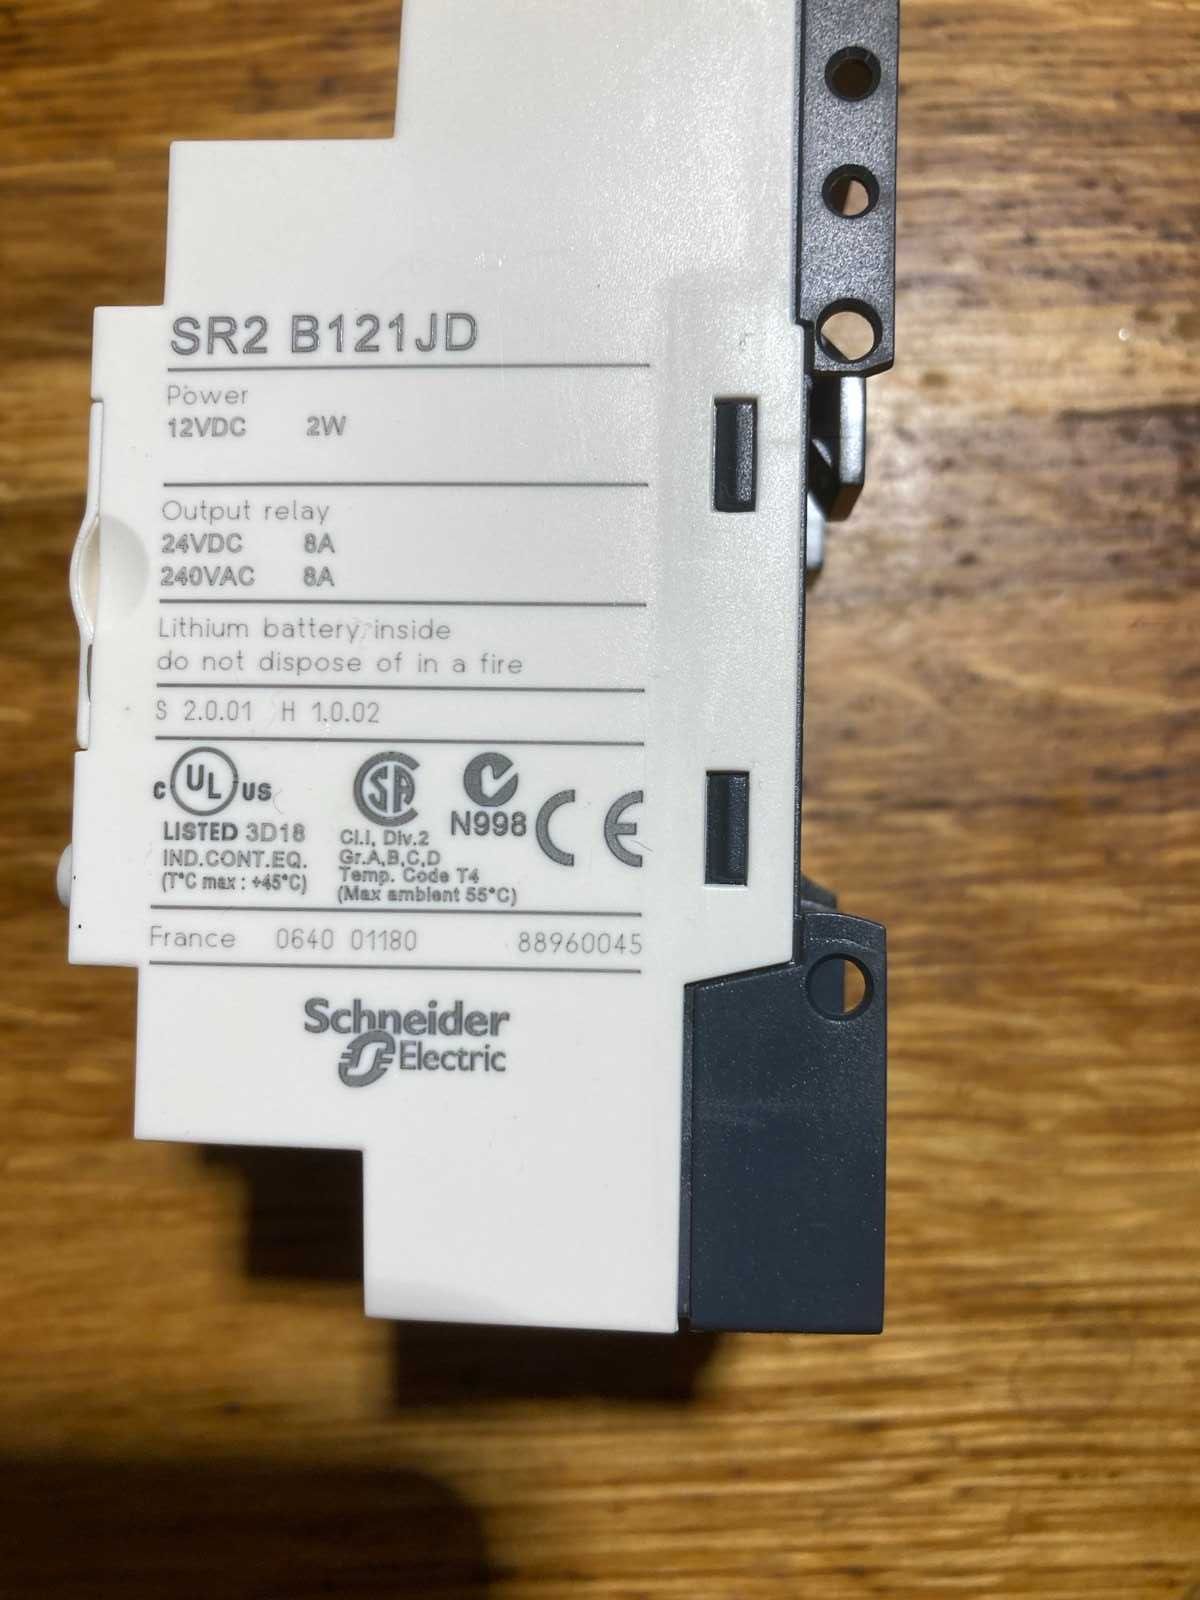 SR2 B121JD
Power
12VDC 2W
Output relay
24VDC 8A
240VAC 8A
Lithium battery inside
do not dispose of in a fire
S 2.0.01 H 1.0.02
c UL US
LISTED 3D18
IND.CONT.EQ.
(T°C max : +45°C)
SA
Cl.I, Div.2
Gr.A,B,C,D
Temp. Code T4
(Max ambient 55°C)
N998
CE
France 0640 01180 88960045
Schneider
Electric